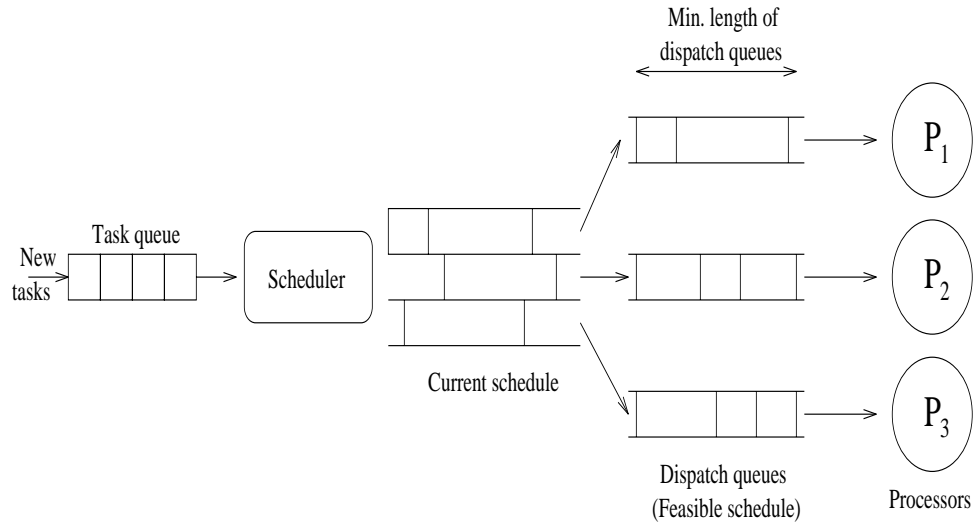 Min. length of
dispatch queues
P1
Task queue
New
tasks
Scheduler
P2
Current schedule
P3
Dispatch queues
(Feasible schedule)
Processors